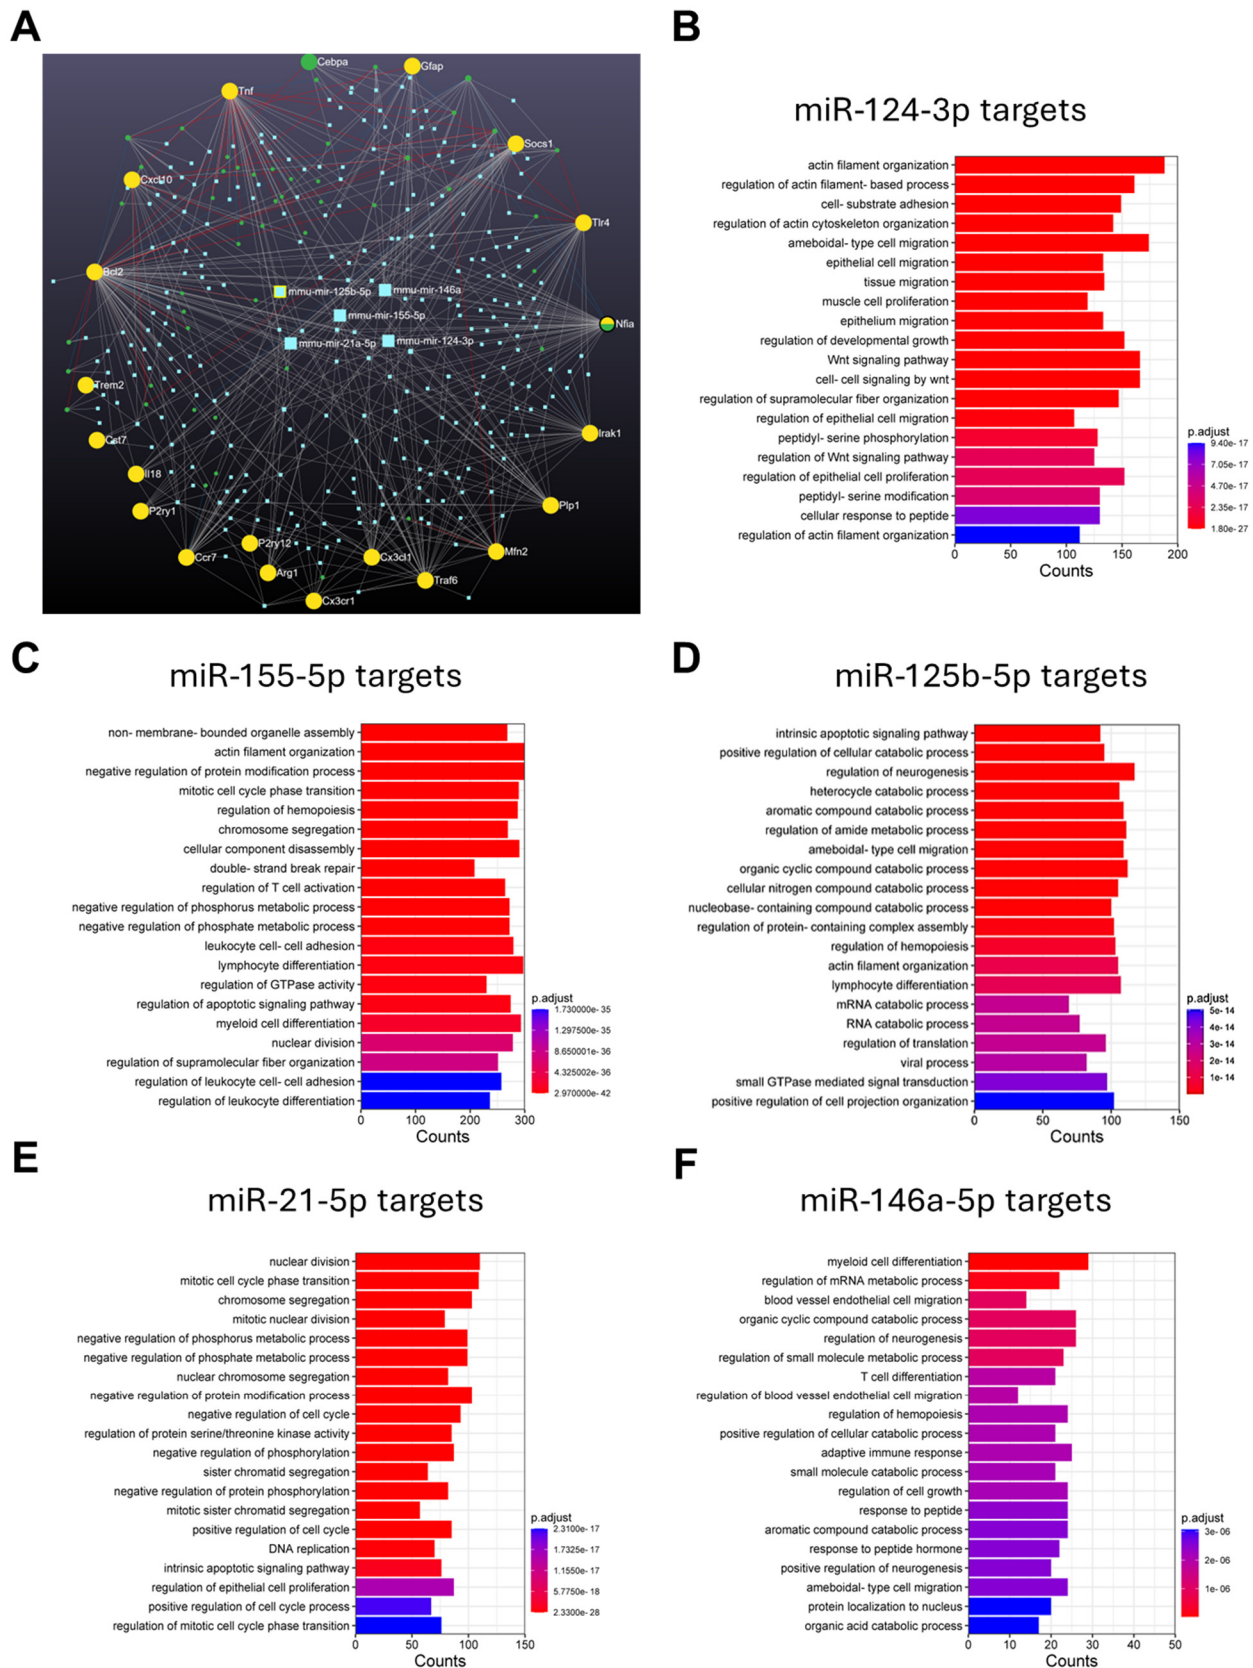 A
Cebpa
Gfap
Tnf
Socs1
Cxcl10
Tlr4
Bcl2
mmu-mir-125b-5p
mmu-mir-146a
mmu-mir-155-5p
Nfia
mmu-mir-21a-5p
mmu-mir-124-3p
Trem2
Cst7
Irak1
Il18
P2ry1
Plp1
P2ry12
Ccr7
Cx3cl1
Mfn2
Arg1
Traf6
Cx3cr1
B
miR-124-3p targets
actin filament organization
regulation of actin filament- based process
cell- substrate adhesion
regulation of actin cytoskeleton organization
ameboidal- type cell migration
epithelial cell migration
tissue migration
muscle cell proliferation
epithelium migration
regulation of developmental growth
Wnt signaling pathway
cell- cell signaling by wnt
regulation of supramolecular fiber organization
regulation of epithelial cell migration
peptidyl- serine phosphorylation
regulation of Wnt signaling pathway
regulation of epithelial cell proliferation
peptidyl- serine modification
cellular response to peptide
regulation of actin filament organization
0 50 100 150 200
Counts
p.adjust
9.40e- 17
7.05e- 17
4.70e- 17
2.35e- 17
1.80e- 27
C
miR-155-5p targets
non- membrane- bounded organelle assembly
actin filament organization
negative regulation of protein modification process
mitotic cell cycle phase transition
regulation of hemopoiesis
chromosome segregation
cellular component disassembly
double- strand break repair
regulation of T cell activation
negative regulation of phosphorus metabolic process
negative regulation of phosphate metabolic process
leukocyte cell- cell adhesion
lymphocyte differentiation
regulation of GTPase activity
regulation of apoptotic signaling pathway
myeloid cell differentiation
nuclear division
regulation of supramolecular fiber organization
regulation of leukocyte cell- cell adhesion
regulation of leukocyte differentiation
0 100 200 300
Counts
p.adjust
1.730000e- 35
1.297500e- 35
8.650001e- 36
4.325002e- 36
2.970000e- 42
D
miR-125b-5p targets
intrinsic apoptotic signaling pathway
positive regulation of cellular catabolic process
regulation of neurogenesis
heterocycle catabolic process
aromatic compound catabolic process
regulation of amide metabolic process
ameboidal- type cell migration
organic cyclic compound catabolic process
cellular nitrogen compound catabolic process
nucleobase- containing compound catabolic process
regulation of protein- containing complex assembly
regulation of hemopoiesis
actin filament organization
lymphocyte differentiation
mRNA catabolic process
RNA catabolic process
regulation of translation
viral process
small GTPase mediated signal transduction
positive regulation of cell projection organization
0 50 100 150
Counts
p.adjust
5e- 14
4e- 14
3e- 14
2e- 14
1e- 14
E
miR-21-5p targets
nuclear division
mitotic cell cycle phase transition
chromosome segregation
mitotic nuclear division
negative regulation of phosphorus metabolic process
negative regulation of phosphate metabolic process
nuclear chromosome segregation
negative regulation of protein modification process
negative regulation of cell cycle
regulation of protein serine/threonine kinase activity
negative regulation of phosphorylation
sister chromatid segregation
negative regulation of protein phosphorylation
mitotic sister chromatid segregation
positive regulation of cell cycle
DNA replication
intrinsic apoptotic signaling pathway
regulation of epithelial cell proliferation
positive regulation of cell cycle process
regulation of mitotic cell cycle phase transition
0 50 100 150
Counts
p.adjust
2.3100e- 17
1.7325e- 17
1.1550e- 17
5.7750e- 18
2.3300e- 28
F
miR-146a-5p targets
myeloid cell differentiation
regulation of mRNA metabolic process
blood vessel endothelial cell migration
organic cyclic compound catabolic process
regulation of neurogenesis
regulation of small molecule metabolic process
T cell differentiation
regulation of blood vessel endothelial cell migration
regulation of hemopoiesis
positive regulation of cellular catabolic process
adaptive immune response
small molecule catabolic process
regulation of cell growth
response to peptide
aromatic compound catabolic process
response to peptide hormone
positive regulation of neurogenesis
ameboidal- type cell migration
protein localization to nucleus
organic acid catabolic process
0 10 20 30 40 50
Counts
p.adjust
3e- 06
2e- 06
1e- 06